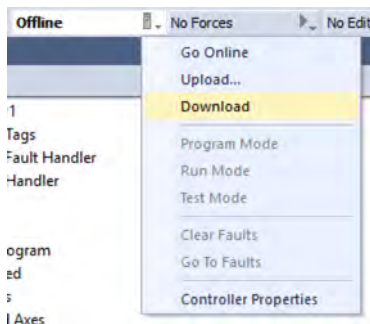 Offline No Forces No Edit
Go Online
Upload...
1
Download
Tags
Fault Handler
Program Mode
Handler
Run Mode
Test Mode
Clear Faults
ogram
Go To Faults
ed
s
Controller Properties
l Axes